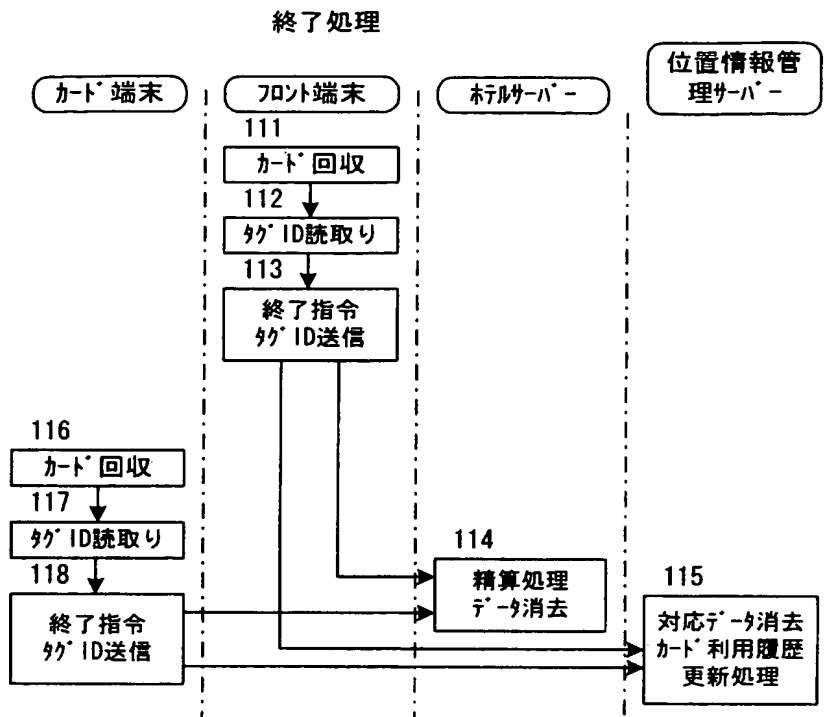 終了処理
カード端末
フロント端末
ホテルサーバー
位置情報管
理サーバー
111
カード回収
112
タグID読取り
113
終了指令
タグID送信
116
カード回収
117
タグID読取り
118
終了指令
タグID送信
114
精算処理
データ消去
115
対応データ消去
カード利用履歴
更新処理